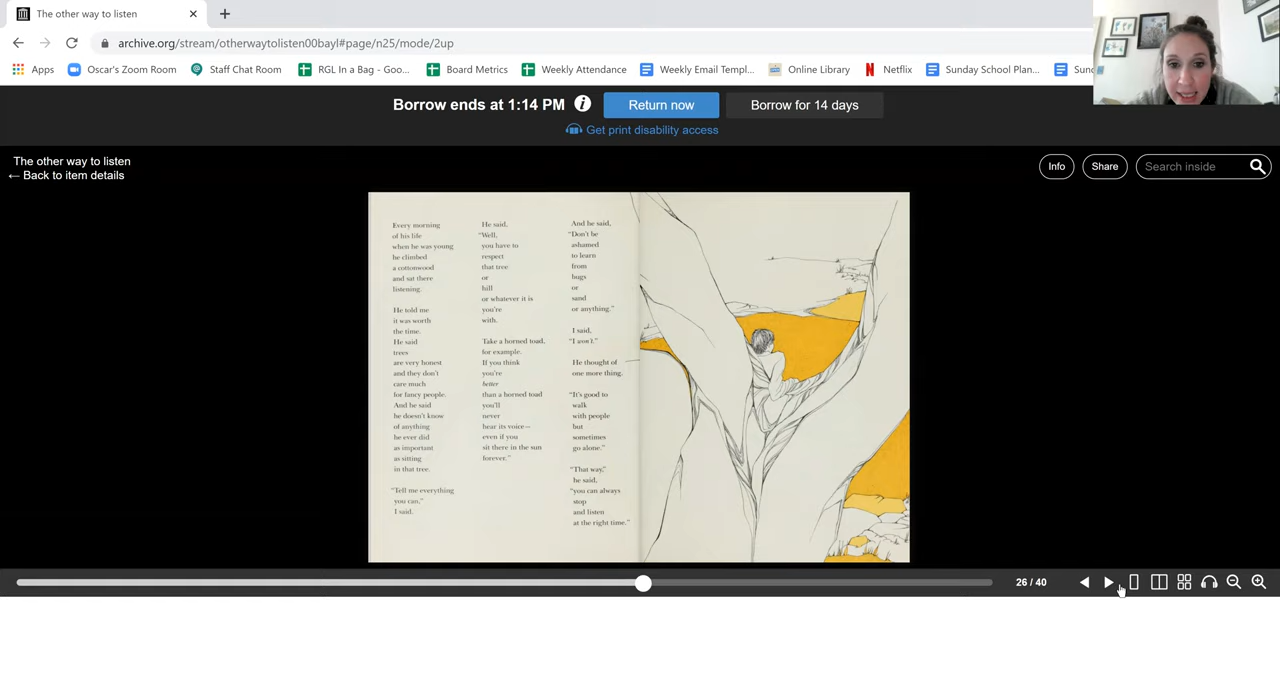 The other way to listen
archive.org/stream/otherwaytolisten00bayl#page/n25/mode/2up
Apps
Oscar's Zoom Room
Staff Chat Room
RGL In a Bag - Goo...
Board Metrics
Weekly Attendance
Weekly Email Templ...
Online Library
Netflix
Sunday School Plan...
Borrow ends at 1:14 PM
Return now
Borrow for 14 days
Get print disability access
The other way to listen
← Back to item details
Info
Share
Search inside
Every morning
of his life
when he was young
he climbed
a cottonwood
and sat there
listening.
He told me
it was worth
the time.
He said
trees
are very honest
and they don't
care much
for fancy people.
And he said
he doesn't know
of anything
he ever did
as important
as sitting
in that tree.
"Tell me everything
you can,"
I said.
He said,
"Well,
you have to
respect
that tree
or
hill
or whatever it is
you're
with.
Take a horned toad,
for example.
If you think
you're
better
than a horned toad
you'll
never
hear its voice—
even if you
sit there in the sun
forever."
And he said,
"Don't be
ashamed
to learn
from
bugs
or
sand
or anything."
I said,
"I won't."
He thought of
one more thing.
"It's good to
walk
with people
but
sometimes
go alone."
"That way,"
he said,
"you can always
stop
and listen
at the right time."
26 / 40